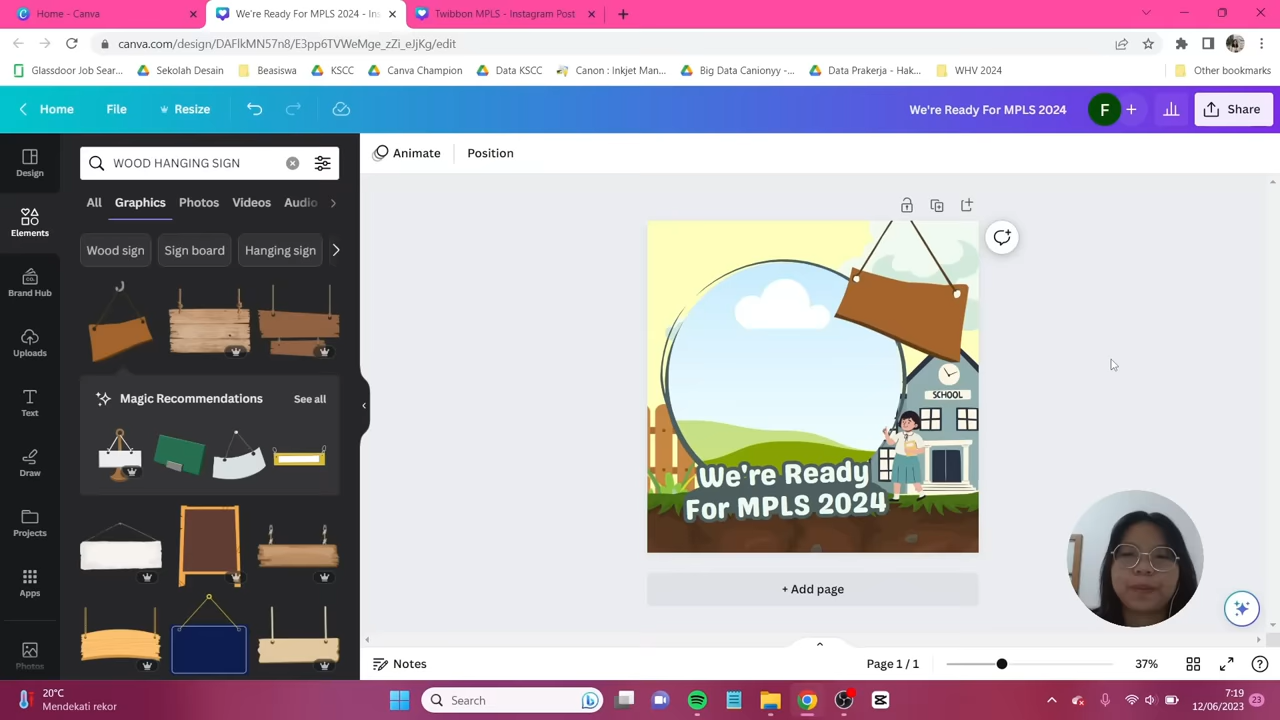 Home - Canva
We're Ready For MPLS 2024 - Ins
Twibbon MPLS - Instagram Post
canva.com/design/DAFlkMN57n8/E3pp6TVWeMge_zZi_eJjKg/edit
Glassdoor Job Sear...
Sekolah Desain
Beasiswa
KSCC
Canva Champion
Data KSCC
Canon : Inkjet Man...
Big Data Canionyy -...
Data Prakerja - Hak...
WHV 2024
Other bookmarks
Home
File
Resize
We're Ready For MPLS 2024
F
Share
Design
Elements
Brand Hub
Uploads
Text
Draw
Projects
Apps
Photos
WOOD HANGING SIGN
All
Graphics
Photos
Videos
Audio
Wood sign
Sign board
Hanging sign
Magic Recommendations
See all
Animate
Position
SCHOOL
We're Ready
For MPLS 2024
+ Add page
Notes
Page 1 / 1
37%
20°C
Mendekati rekor
Search
7:19
12/06/2023
23